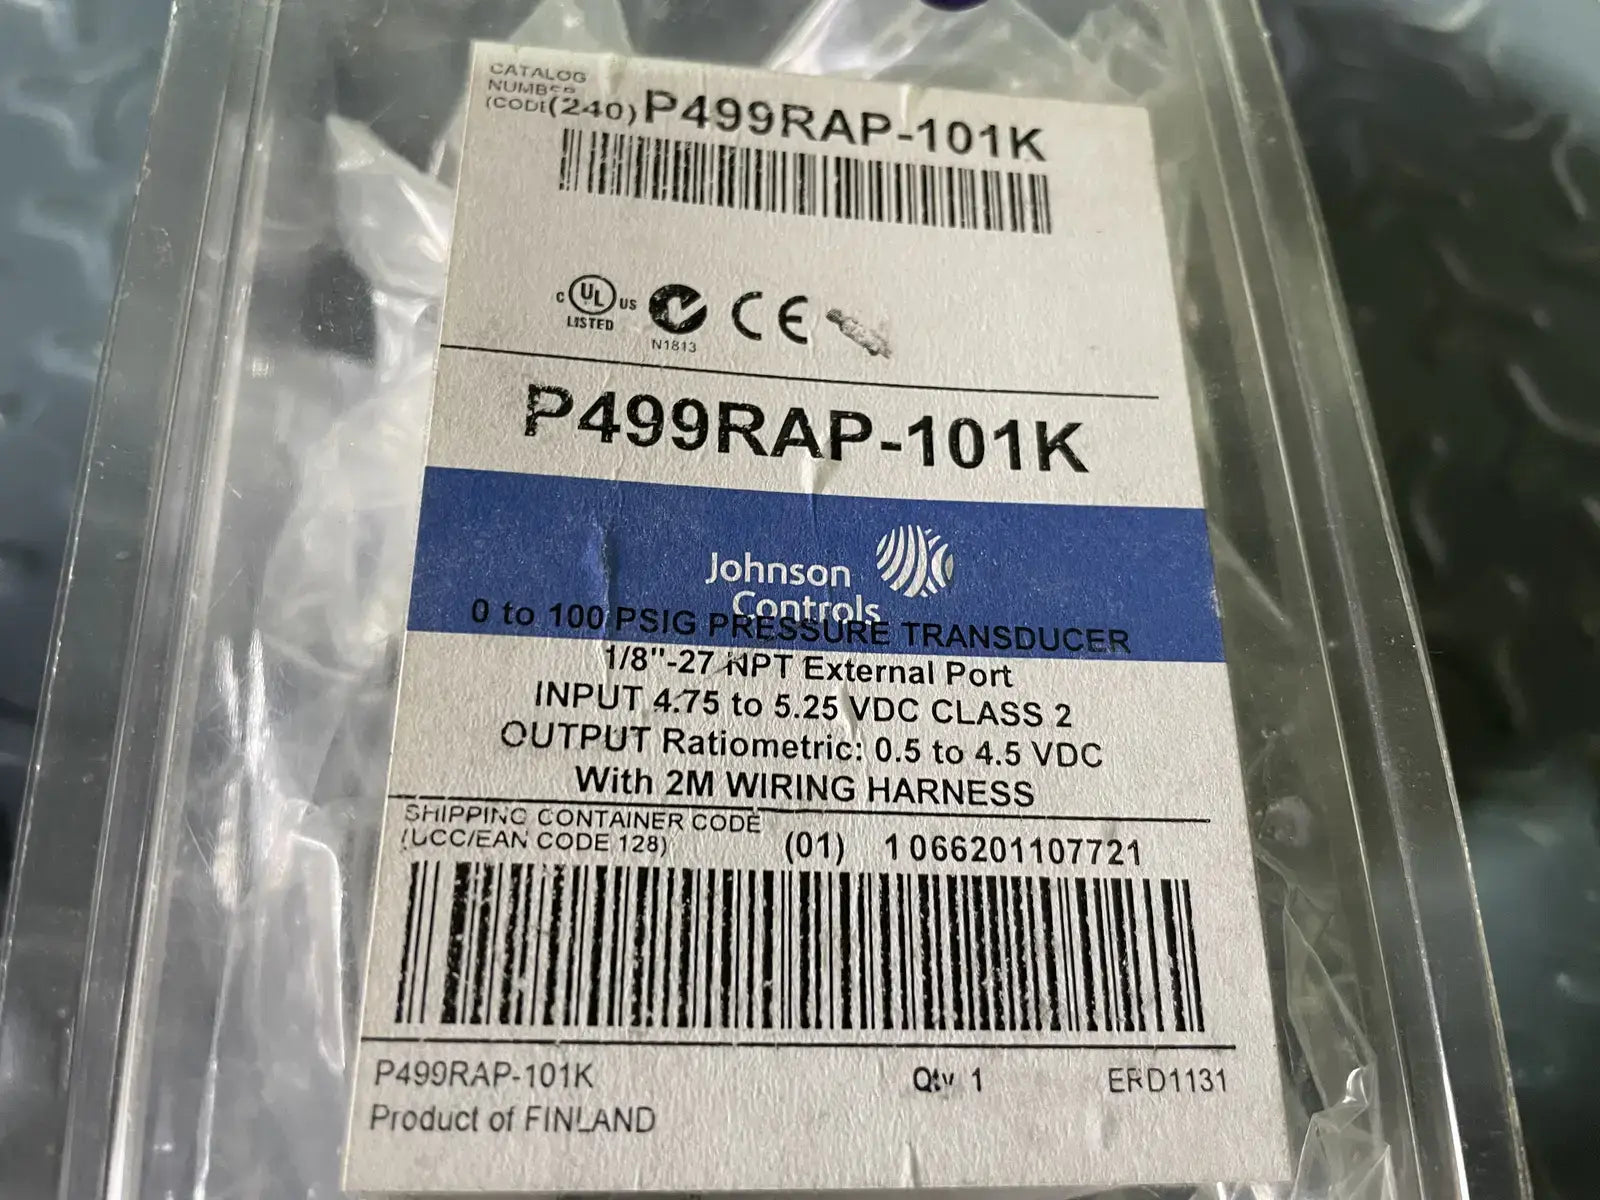 CATALOG
NUMBER
(CODE (240) P499RAP-101K
C UL US
LISTED
N1813
CE
P499RAP-101K
Johnson
Controls
0 to 100 PSIG PRESSURE TRANSDUCER
1/8"-27 NPT External Port
INPUT 4.75 to 5.25 VDC CLASS 2
OUTPUT Ratiometric: 0.5 to 4.5 VDC
With 2M WIRING HARNESS
SHIPPING CONTAINER CODE
(UCC/EAN CODE 128) (01) 1 066201107721
P499RAP-101K Qty 1 ERD1131
Product of FINLAND